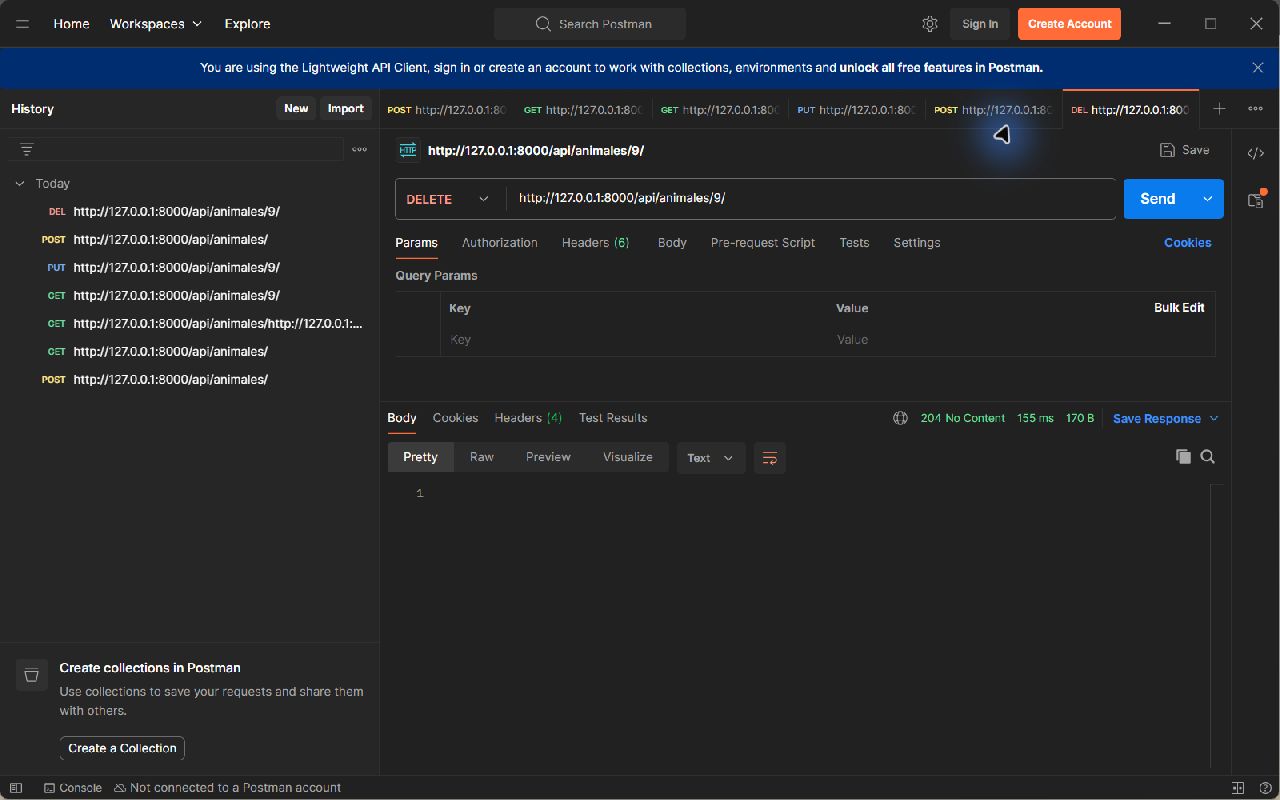 Home Workspaces Explore Search Postman Sign In Create Account
You are using the Lightweight API Client, sign in or create an account to work with collections, environments and unlock all free features in Postman.
History New Import
POST http://127.0.0.1:80 GET http://127.0.0.1:800 GET http://127.0.0.1:800 PUT http://127.0.0.1:800 POST http://127.0.0.1:80 DEL http://127.0.0.1:800
HTTP http://127.0.0.1:8000/api/animales/9/ Save
Today
DELETE http://127.0.0.1:8000/api/animales/9/ Send
DEL http://127.0.0.1:8000/api/animales/9/
POST http://127.0.0.1:8000/api/animales/
PUT http://127.0.0.1:8000/api/animales/9/
GET http://127.0.0.1:8000/api/animales/9/
GET http://127.0.0.1:8000/api/animales/http://127.0.0.1:...
GET http://127.0.0.1:8000/api/animales/
POST http://127.0.0.1:8000/api/animales/
Params Authorization Headers (6) Body Pre-request Script Tests Settings Cookies
Query Params
Key Value Bulk Edit
Key Value
Body Cookies Headers (4) Test Results 204 No Content 155 ms 170 B Save Response
Pretty Raw Preview Visualize Text
1
Create collections in Postman
Use collections to save your requests and share them
with others.
Create a Collection
Console Not connected to a Postman account